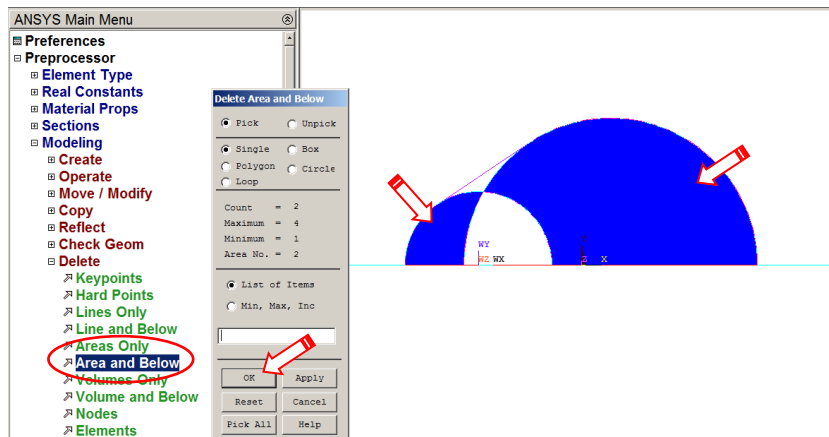 ANSYS Main Menu
Preferences
Preprocessor
Element Type
Real Constants
Material Props
Sections
Modeling
Create
Operate
Move / Modify
Copy
Reflect
Check Geom
Delete
Keypoints
Hard Points
Lines Only
Line and Below
Areas Only
Area and Below
Volumes Only
Volume and Below
Nodes
Elements
Delete Area and Below
Pick Unpick
Single Box
Polygon Circle
Loop
Count = 2
Maximum = 4
Minimum = 1
Area No. = 2
List of Items
Min, Max, Inc
OK Apply
Reset Cancel
Pick All Help
WY
WZ WX X